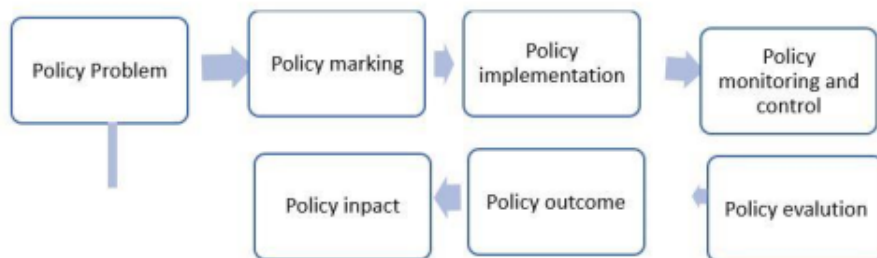 Policy Problem
Policy marking
Policy
implementation
Policy
monitoring and
control
Policy inpact
Policy outcome
Policy evalution